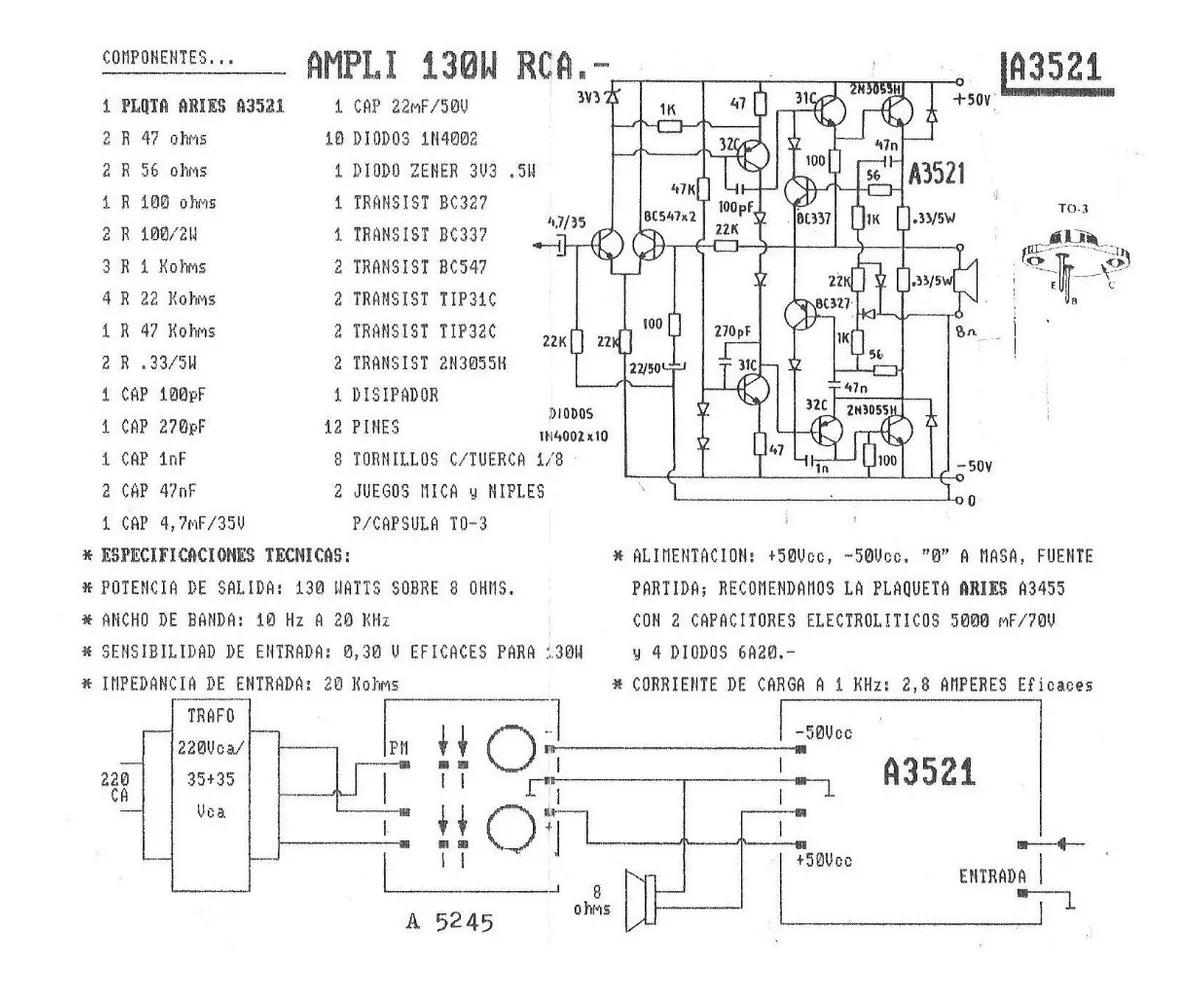 COMPONENTES...
AMPLI 130W RCA.-
A3521
1 PLQTA ARIES A3521
2 R 47 ohms
2 R 56 ohms
1 R 100 ohms
2 R 100/2W
3 R 1 Kohms
4 R 22 Kohms
1 R 47 Kohms
2 R .33/5W
1 CAP 100pF
1 CAP 270pF
1 CAP 1nF
2 CAP 47nF
1 CAP 4,7mF/35V
1 CAP 22mF/50V
10 DIODOS 1N4002
1 DIODO ZENER 3V3 .5W
1 TRANSIST BC327
1 TRANSIST BC337
2 TRANSIST BC547
2 TRANSIST TIP31C
2 TRANSIST TIP32C
2 TRANSIST 2N3055H
1 DISIPADOR
12 PINES
8 TORNILLOS C/TUERCA 1/8
2 JUEGOS MICA y NIPLES
P/CAPSULA TO-3
3V3
1K
47
31C
2N3055H
+50V
32C
47n
100
A3521
56
47K
100pF
BC337
1K
.33/5W
4,7/35
BC547x2
22K
22K
.33/5W
BC327
8Ω
22K
22K
100
270pF
1K
56
22/50
31C
47n
DIODOS
1N4002x10
32C
2N3055H
47
1n
100
-50V
0
TO-3
E
B
C
* ESPECIFICACIONES TECNICAS:
* POTENCIA DE SALIDA: 130 WATTS SOBRE 8 OHMS.
* ANCHO DE BANDA: 10 Hz A 20 KHz
* SENSIBILIDAD DE ENTRADA: 0,30 V EFICACES PARA 130W
* IMPEDANCIA DE ENTRADA: 20 Kohms
* ALIMENTACION: +50Vcc, -50Vcc. "0" A MASA, FUENTE
PARTIDA; RECOMENDAMOS LA PLAQUETA ARIES A3455
CON 2 CAPACITORES ELECTROLITICOS 5000 mF/70V
y 4 DIODOS 6A20.-
* CORRIENTE DE CARGA A 1 KHz: 2,8 AMPERES Eficaces
TRAFO
220Vca/
35+35
Vca
220
CA
PM
-
+
A 5245
8
ohms
-50Vcc
A3521
+50Vcc
ENTRADA